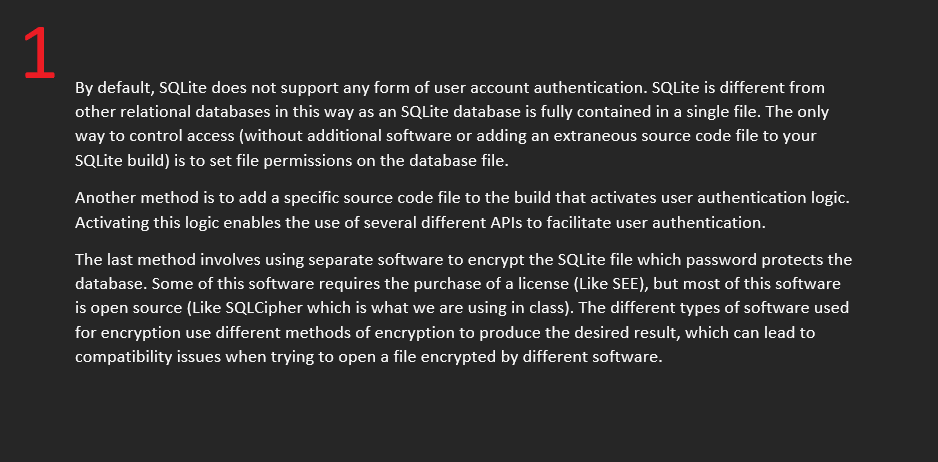 1
By default, SQLite does not support any form of user account authentication. SQLite is different from
other relational databases in this way as an SQLite database is fully contained in a single file. The only
way to control access (without additional software or adding an extraneous source code file to your
SQLite build) is to set file permissions on the database file.
Another method is to add a specific source code file to the build that activates user authentication logic.
Activating this logic enables the use of several different APIs to facilitate user authentication.
The last method involves using separate software to encrypt the SQLite file which password protects the
database. Some of this software requires the purchase of a license (Like SEE), but most of this software
is open source (Like SQLCipher which is what we are using in class). The different types of software used
for encryption use different methods of encryption to produce the desired result, which can lead to
compatibility issues when trying to open a file encrypted by different software.